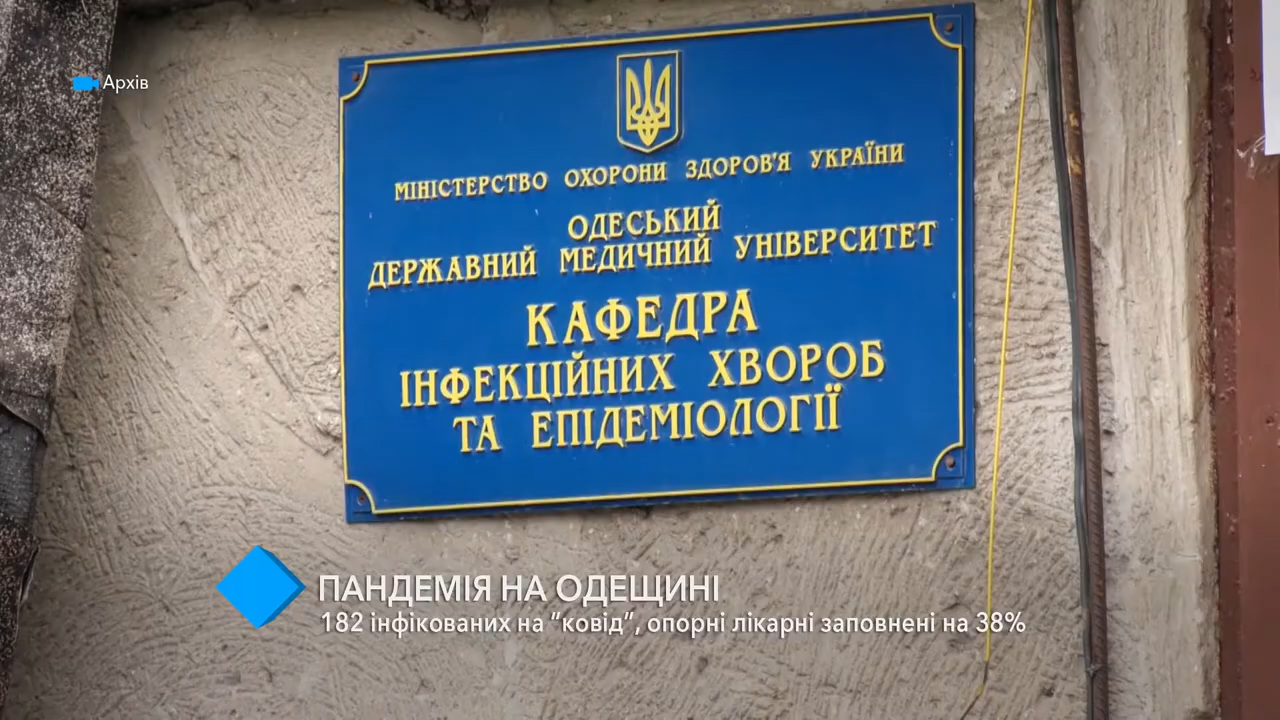 Архів
МІНІСТЕРСТВО ОХОРОНИ ЗДОРОВ'Я УКРАЇНИ
ОДЕСЬКИЙ
ДЕРЖАВНИЙ МЕДИЧНИЙ УНІВЕРСИТЕТ
КАФЕДРА
ІНФЕКЦІЙНИХ ХВОРОБ
ТА ЕПІДЕМІОЛОГІЇ
ПАНДЕМІЯ НА ОДЕЩИНІ
182 інфікованих на “ковід”, опорні лікарні заповнені на 38%